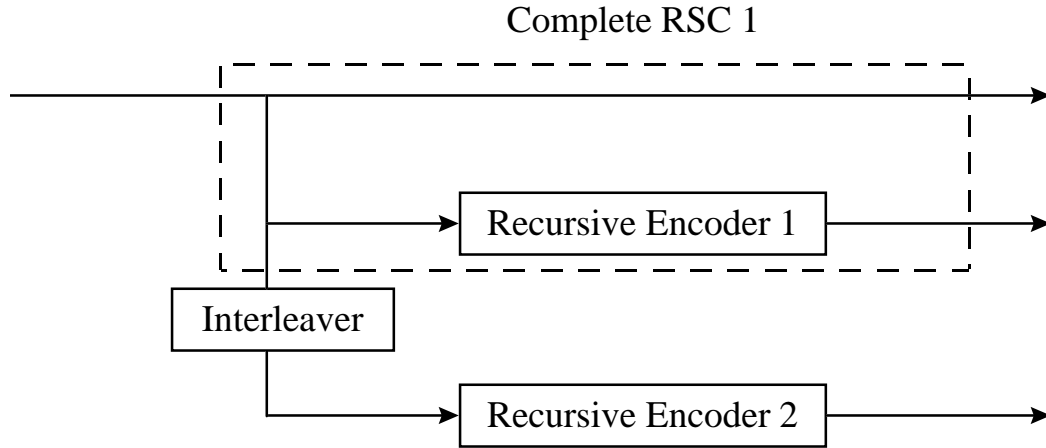 Complete RSC 1
Recursive Encoder 1
Interleaver
Recursive Encoder 2